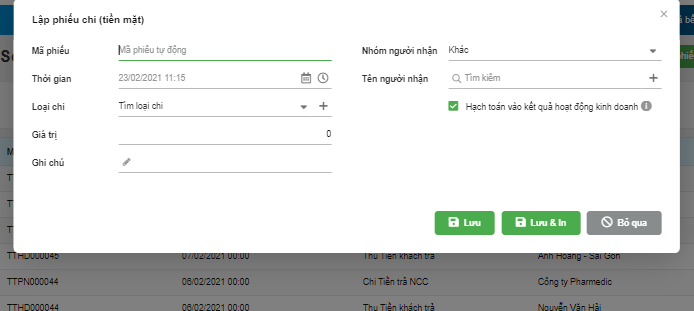 Lập phiếu chi (tiền mặt)
Mã phiếu
Mã phiếu tự động
Nhóm người nhận
Khác
Thời gian
23/02/2021 11:15
Tên người nhận
Tìm kiếm
Loại chi
Tìm loại chi
Hạch toán vào kết quả hoạt động kinh doanh
Giá trị
0
Ghi chú
Lưu
Lưu & In
Bỏ qua
TTHD000045 07/02/2021 00:00 Thu Tiền khách trả Anh Hoàng - Sài Gòn
TTPN000044 06/02/2021 00:00 Chi Tiền trả NCC Công ty Pharmedic
TTHD000044 06/02/2021 00:00 Thu Tiền khách trả Nguyễn Văn Hải